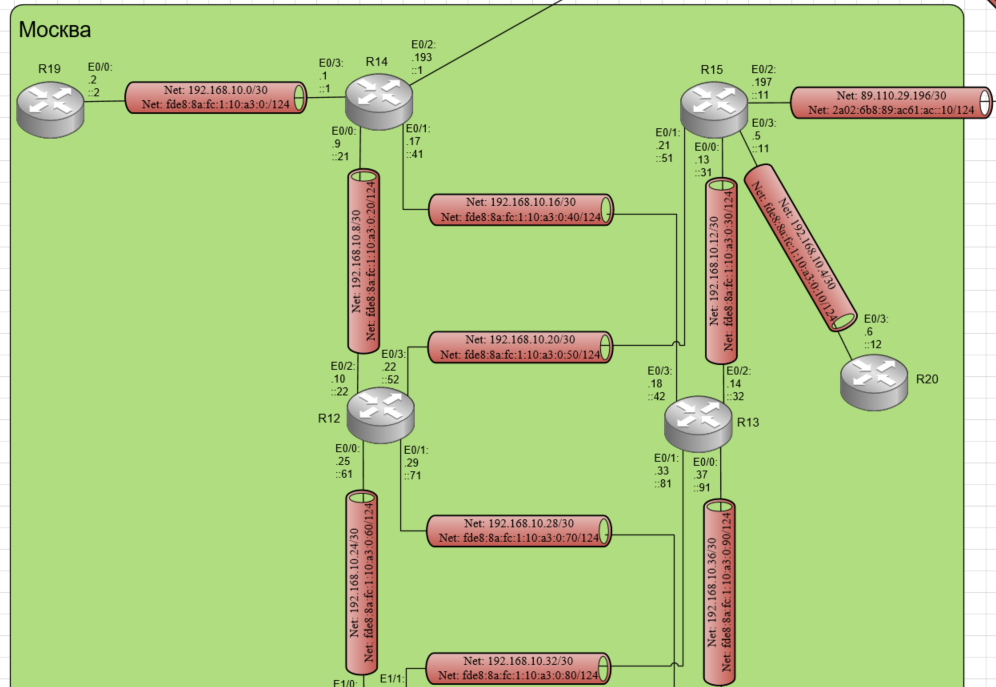 Москва
R19
E0/0:
.2
::2
Net: 192.168.10.0/30
Net: fde8:8a:fc:1:10:a3:0:/124
E0/3:
.1
::1
R14
E0/2:
.193
::1
E0/0:
.9
::21
E0/1:
.17
::41
R15
E0/2:
.197
::11
Net: 89.110.29.196/30
Net: 2a02:6b8:89:ac61:ac::10/124
E0/1:
.21
::51
E0/0:
.13
::31
E0/3:
.5
::11
Net: 192.168.10.8/30
Net: fde8:8a:fc:1:10:a3:0:20/124
Net: 192.168.10.16/30
Net: fde8:8a:fc:1:10:a3:0:40/124
Net: 192.168.10.12/30
Net: fde8:8a:fc:1:10:a3:0:30/124
Net: 192.168.10.4/30
Net: fde8:8a:fc:1:10:a3:0:10/124
Net: 192.168.10.20/30
Net: fde8:8a:fc:1:10:a3:0:50/124
E0/3:
.6
::12
R20
E0/2:
.10
::22
E0/3:
.22
::52
R12
E0/3:
.18
::42
E0/2:
.14
::32
R13
E0/0:
.25
::61
E0/1:
.29
::71
E0/1:
.33
::81
E0/0:
.37
::91
Net: 192.168.10.24/30
Net: fde8:8a:fc:1:10:a3:0:60/124
Net: 192.168.10.28/30
Net: fde8:8a:fc:1:10:a3:0:70/124
Net: 192.168.10.36/30
Net: fde8:8a:fc:1:10:a3:0:90/124
Net: 192.168.10.32/30
Net: fde8:8a:fc:1:10:a3:0:80/124
E1/0:
E1/1: